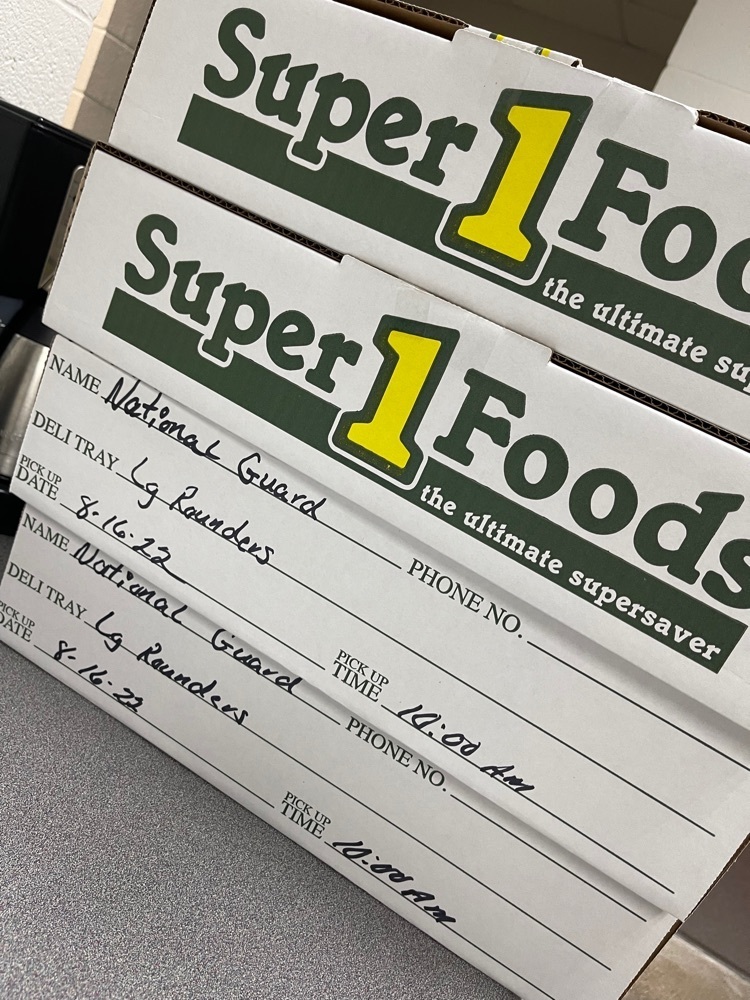 Super 1 Foo
the ultimate su
Super 1 Foods
the ultimate supersaver
NAME National Guard
DELI TRAY Lg Rounders PHONE NO.
PICK UP DATE 8-16-22 PICK UP TIME 10:00 AM
NAME National Guard
DELI TRAY Lg Rounders PHONE NO.
PICK UP DATE 8-16-22 PICK UP TIME 10:00 AM